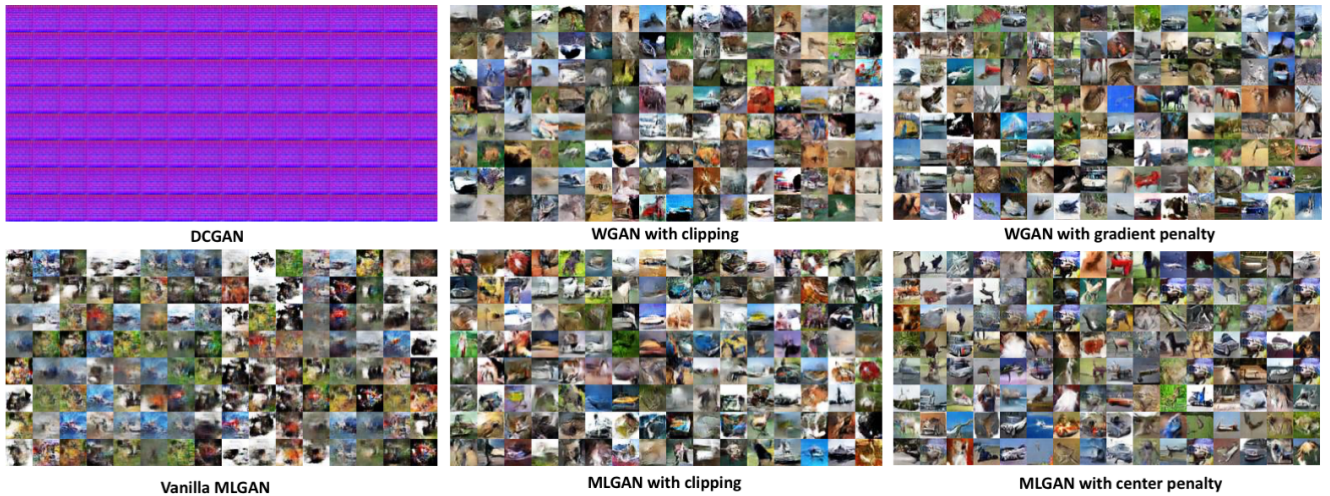 DCGAN
WGAN with clipping
WGAN with gradient penalty
Vanilla MLGAN
MLGAN with clipping
MLGAN with center penalty